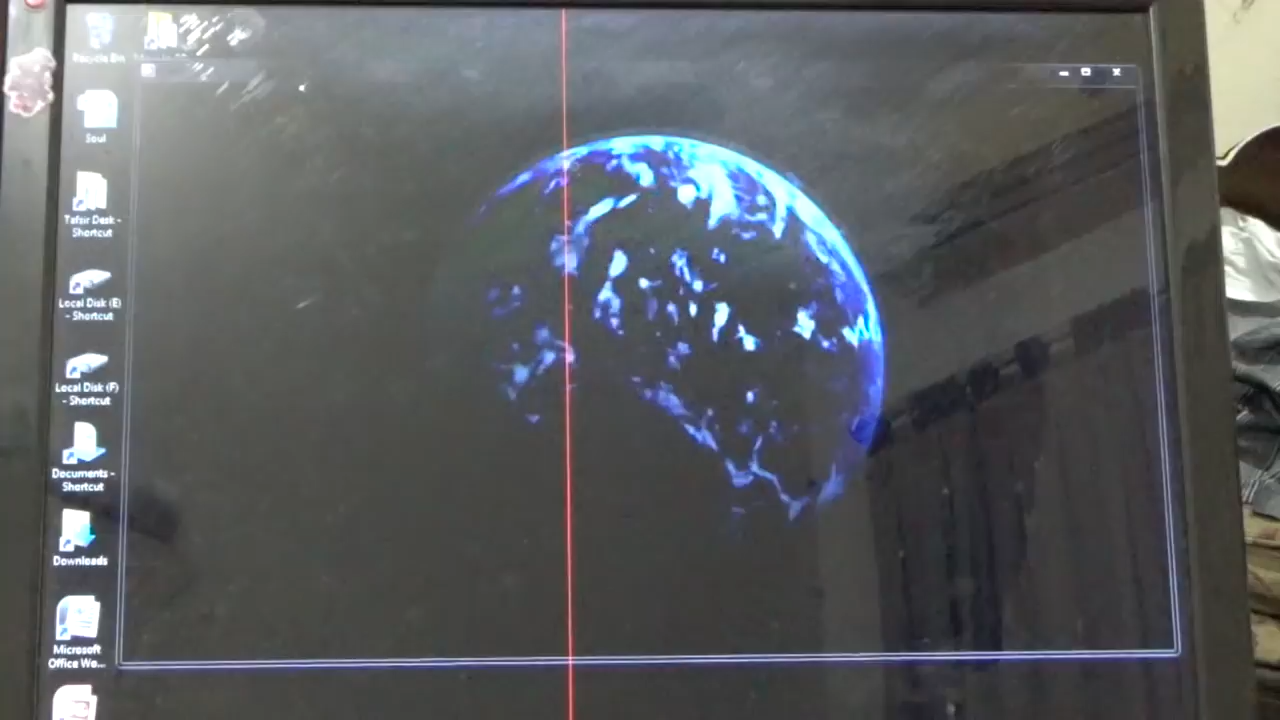 Recycle Bin
Soul
Tafsir Desk -
Shortcut
Local Disk (E)
- Shortcut
Local Disk (F)
- Shortcut
Documents -
Shortcut
Downloads
Microsoft
Office Wo...